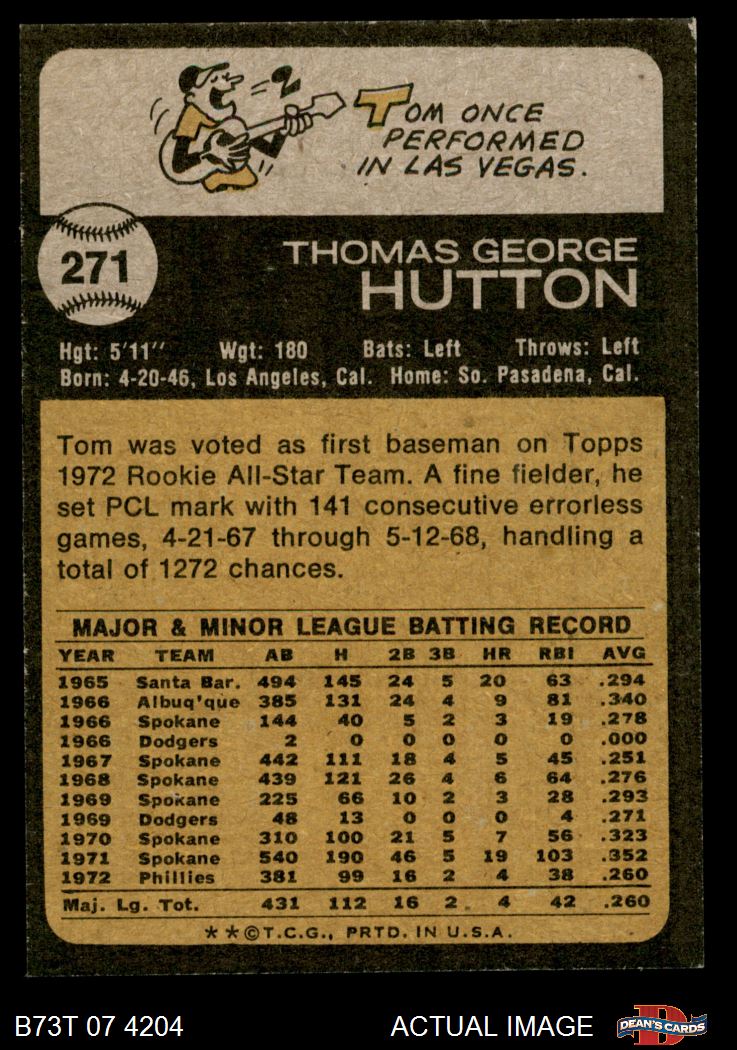 TOM ONCE
PERFORMED
IN LAS VEGAS.
271
THOMAS GEORGE
HUTTON
Hgt: 5'11'' Wgt: 180 Bats: Left Throws: Left
Born: 4-20-46, Los Angeles, Cal. Home: So. Pasadena, Cal.
Tom was voted as first baseman on Topps
1972 Rookie All-Star Team. A fine fielder, he
set PCL mark with 141 consecutive errorless
games, 4-21-67 through 5-12-68, handling a
total of 1272 chances.
MAJOR & MINOR LEAGUE BATTING RECORD
YEAR TEAM AB H 2B 3B HR RBI AVG
1965 Santa Bar. 494 145 24 5 20 63 .294
1966 Albuq'que 385 131 24 4 9 81 .340
1966 Spokane 144 40 5 2 3 19 .278
1966 Dodgers 2 0 0 0 0 0 .000
1967 Spokane 442 111 18 4 5 45 .251
1968 Spokane 439 121 26 4 6 64 .276
1969 Spokane 225 66 10 2 3 28 .293
1969 Dodgers 48 13 0 0 0 4 .271
1970 Spokane 310 100 21 5 7 56 .323
1971 Spokane 540 190 46 5 19 103 .352
1972 Phillies 381 99 16 2 4 38 .260
Maj. Lg. Tot. 431 112 16 2 4 42 .260
**©T.C.G., PRTD. IN U.S.A.
B73T 07 4204 ACTUAL IMAGE DEAN'S CARDS